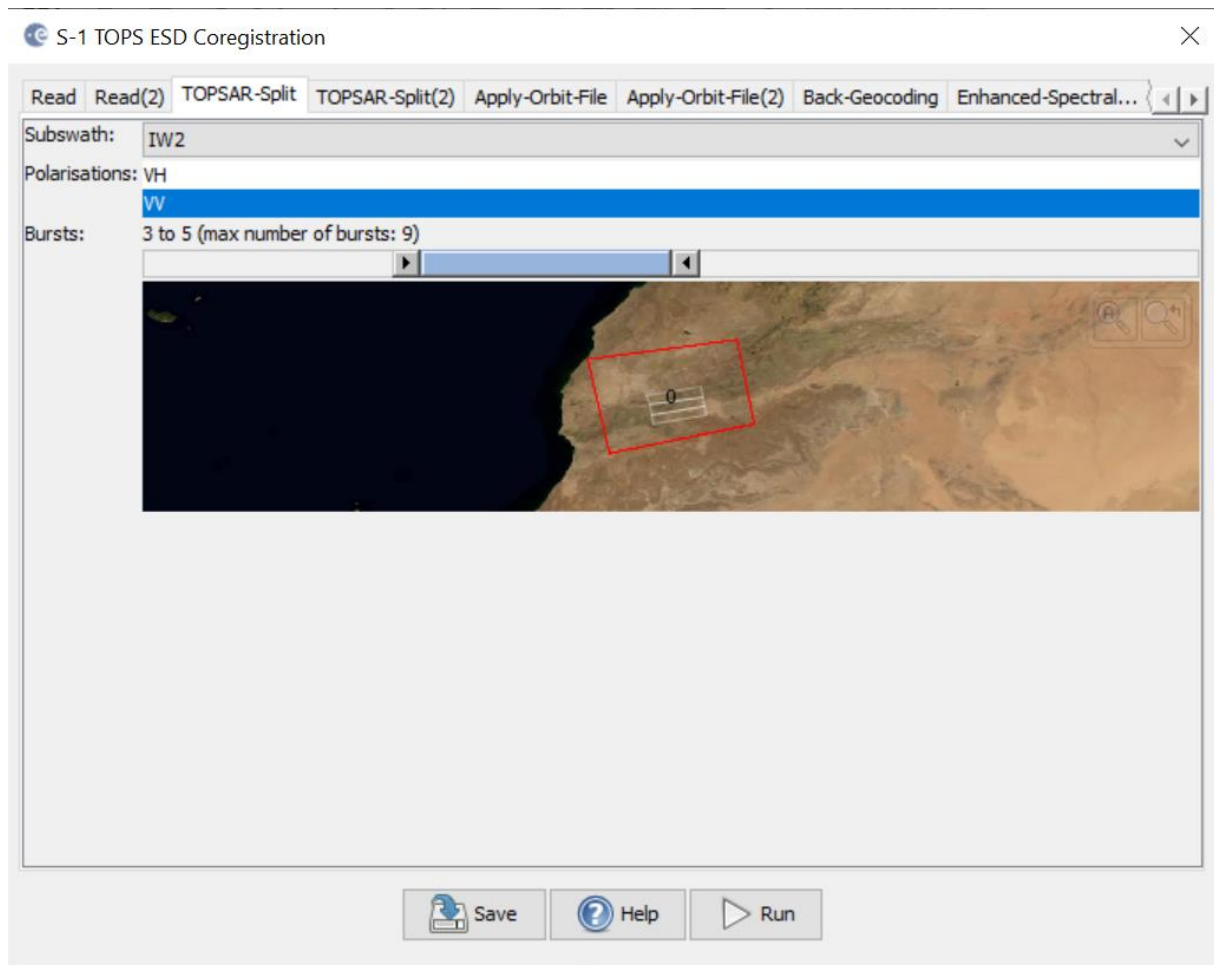 S-1 TOPS ESD Coregistration
Read Read(2) TOPSAR-Split TOPSAR-Split(2) Apply-Orbit-File Apply-Orbit-File(2) Back-Geocoding Enhanced-Spectral...
Subswath: IW2
Polarisations: VH
VV
Bursts: 3 to 5 (max number of bursts: 9)
0
Save Help Run